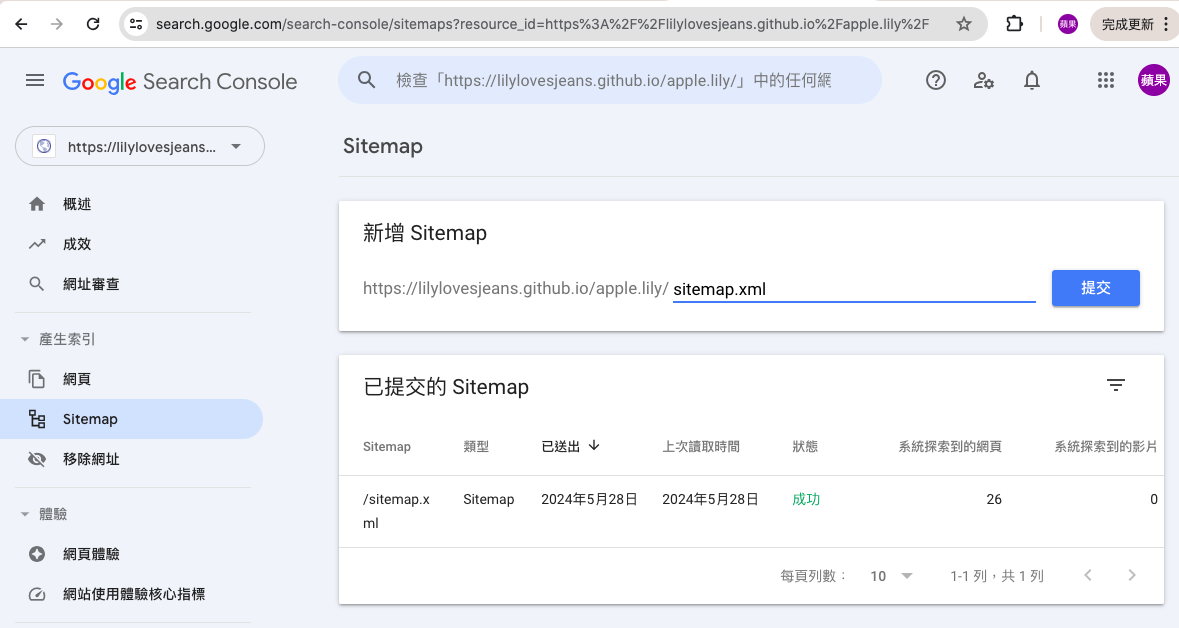 search.google.com/search-console/sitemaps?resource_id=https%3A%2F%2Flilylovesjeans.github.io%2Fapple.lily%2F
蘋果
完成更新
Google Search Console
檢查「https://lilylovesjeans.github.io/apple.lily/」中的任何網
蘋果
https://lilylovesjeans...
Sitemap
概述
成效
網址審查
產生索引
網頁
Sitemap
移除網址
體驗
網頁體驗
網站使用體驗核心指標
新增 Sitemap
https://lilylovesjeans.github.io/apple.lily/ sitemap.xml
提交
已提交的 Sitemap
Sitemap 類型 已送出 上次讀取時間 狀態 系統探索到的網頁 系統探索到的影片
/sitemap.x Sitemap 2024年5月28日 2024年5月28日 成功 26 0
ml
每頁列數： 10 1-1 列，共 1 列